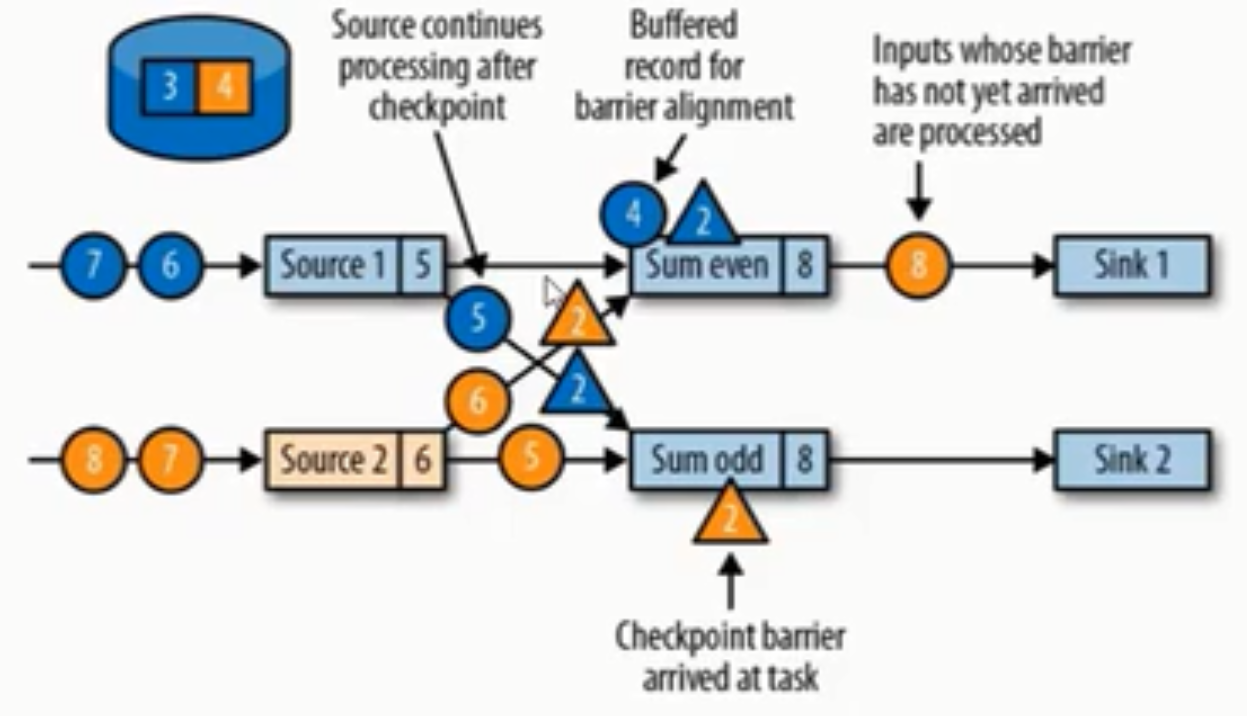 Source continues
processing after
checkpoint
Buffered
record for
barrier alignment
Inputs whose barrier
has not yet arrived
are processed
3 4
4 2
7 6 Source 1 5 Sum even 8 8 Sink 1
5 2
6 2
8 7 Source 2 6 5 Sum odd 8 Sink 2
2
Checkpoint barrier
arrived at task